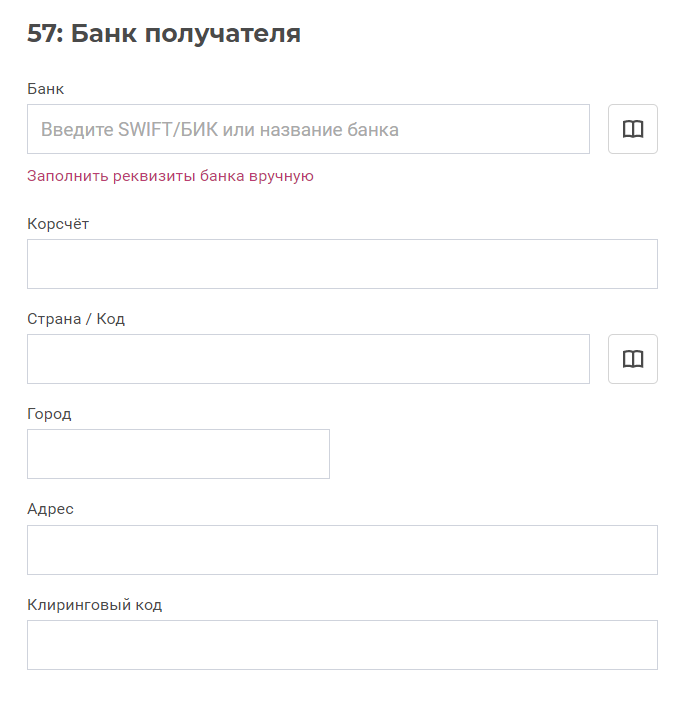 57: Банк получателя
Банк
Введите SWIFT/БИК или название банка
Заполнить реквизиты банка вручную
Корсчёт
Страна / Код
Город
Адрес
Клиринговый код